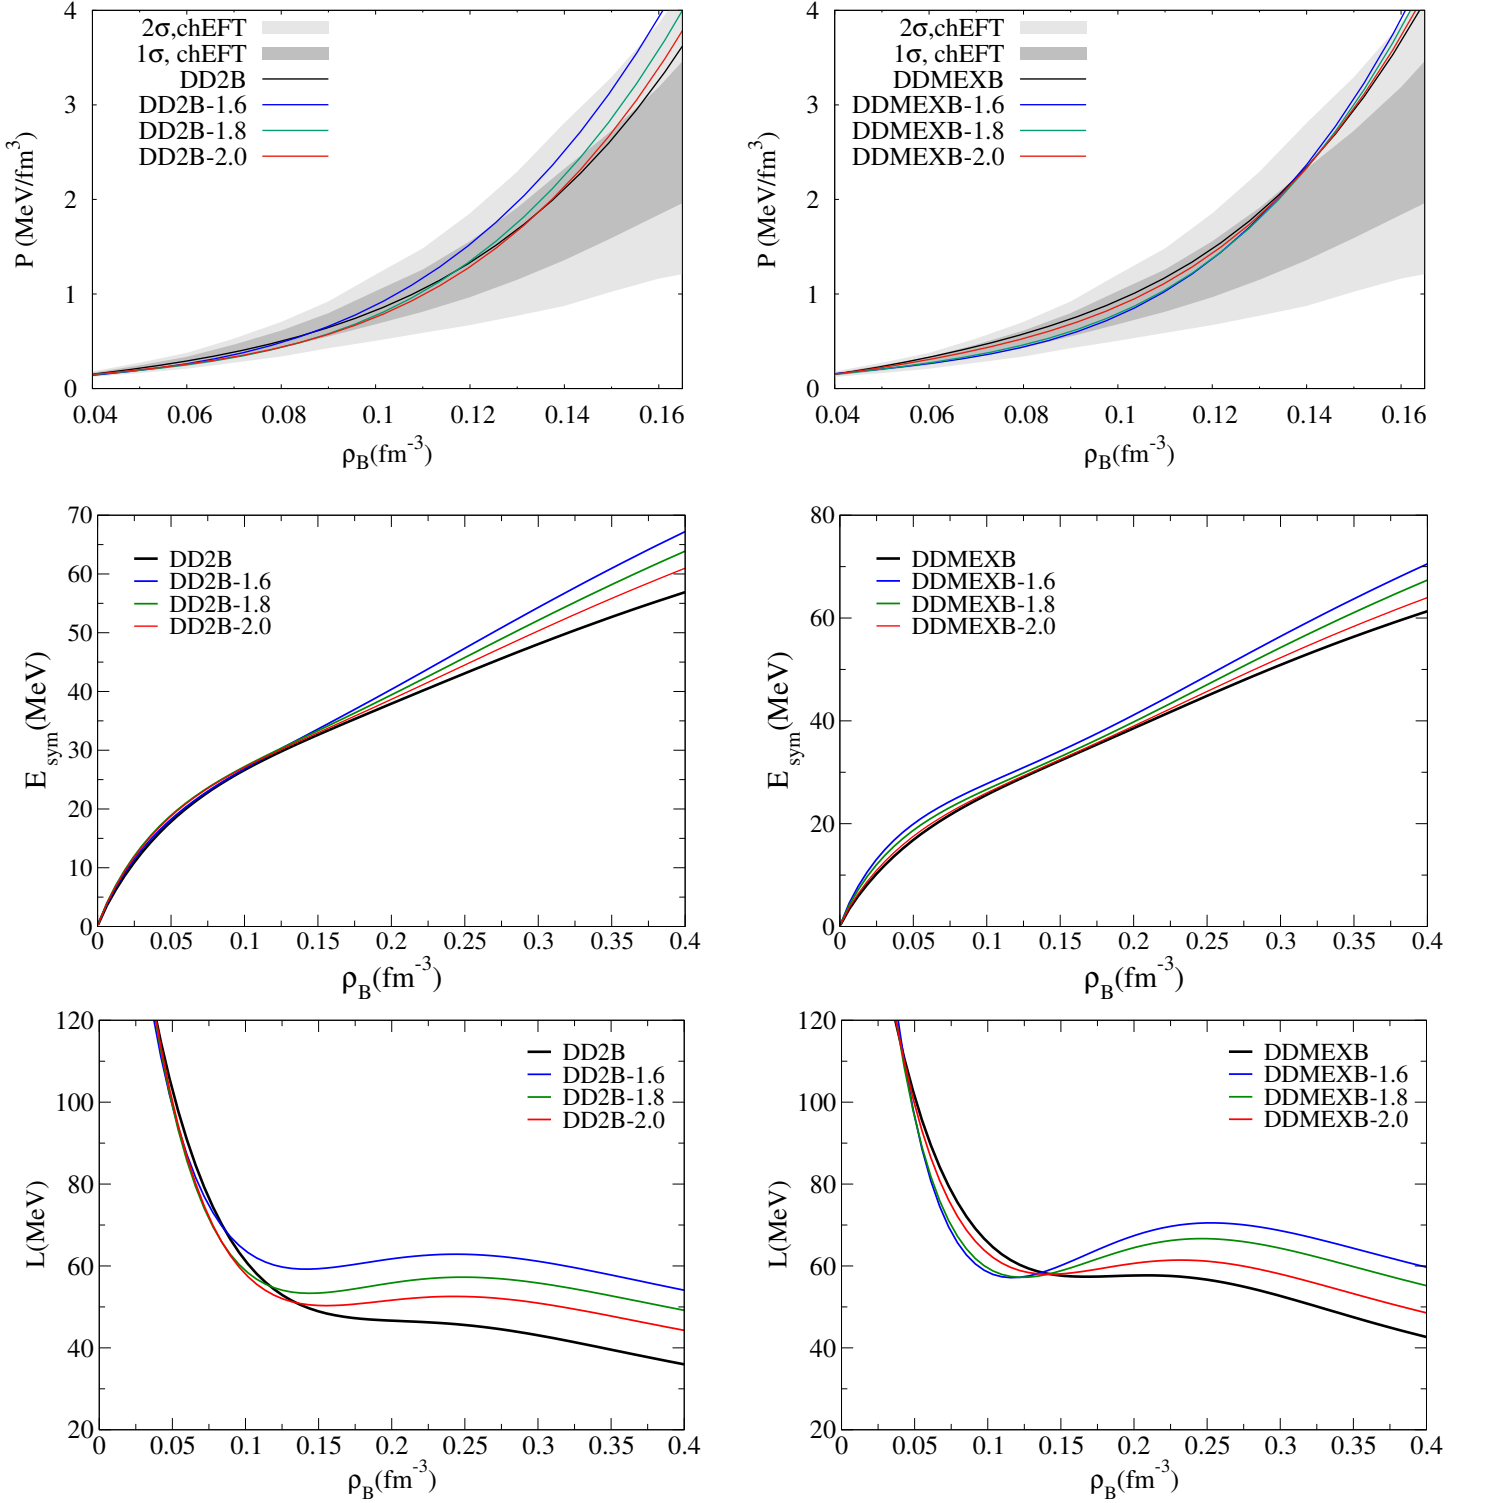 4
3
2
1
0
P (MeV/fm³)
2σ,chEFT
1σ, chEFT
DD2B
DD2B-1.6
DD2B-1.8
DD2B-2.0
0.04 0.06 0.08 0.1 0.12 0.14 0.16
ρB(fm⁻³)
4
3
2
1
0
P (MeV/fm³)
2σ,chEFT
1σ, chEFT
DDMEXB
DDMEXB-1.6
DDMEXB-1.8
DDMEXB-2.0
0.04 0.06 0.08 0.1 0.12 0.14 0.16
ρB(fm⁻³)
70
60
50
40
30
20
10
0
E sym(MeV)
DD2B
DD2B-1.6
DD2B-1.8
DD2B-2.0
0 0.05 0.1 0.15 0.2 0.25 0.3 0.35 0.4
ρB(fm⁻³)
80
60
40
20
0
E sym(MeV)
DDMEXB
DDMEXB-1.6
DDMEXB-1.8
DDMEXB-2.0
0 0.05 0.1 0.15 0.2 0.25 0.3 0.35 0.4
ρB(fm⁻³)
120
100
80
60
40
20
L(MeV)
DD2B
DD2B-1.6
DD2B-1.8
DD2B-2.0
0 0.05 0.1 0.15 0.2 0.25 0.3 0.35 0.4
ρB(fm⁻³)
120
100
80
60
40
20
L(MeV)
DDMEXB
DDMEXB-1.6
DDMEXB-1.8
DDMEXB-2.0
0 0.05 0.1 0.15 0.2 0.25 0.3 0.35 0.4
ρB(fm⁻³)